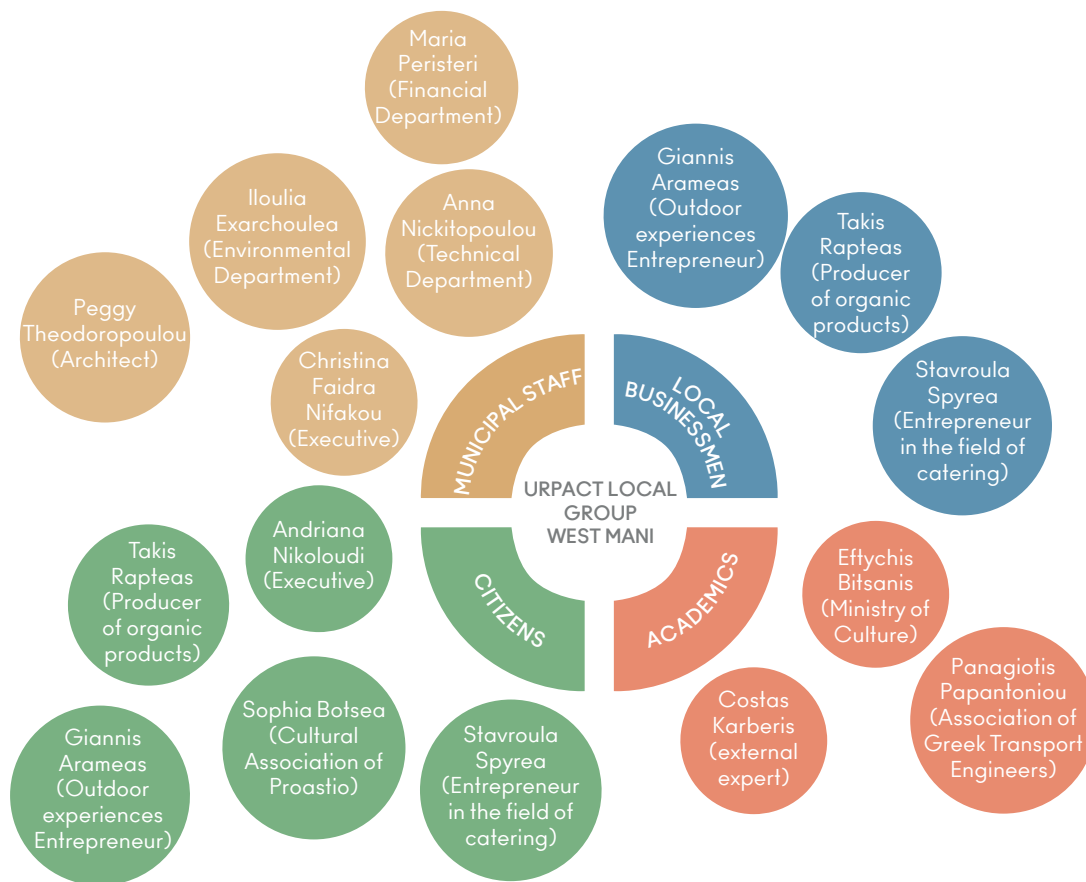 Maria
Peristeri
(Financial
Department)
Iloulia
Exarchoulea
(Environmental
Department)
Anna
Nickitopoulou
(Technical
Department)
Peggy
Theodoropoulou
(Architect)
Christina
Faidra
Nifakou
(Executive)
MUNICIPAL STAFF
Giannis
Arameas
(Outdoor
experiences
Entrepreneur)
Takis
Rapteas
(Producer
of organic
products)
Stavroula
Spyrea
(Entrepreneur
in the field of
catering)
LOCAL
BUSINESSMEN
URPACT LOCAL
GROUP
WEST MANI
CITIZENS
Andriana
Nikoloudi
(Executive)
Takis
Rapteas
(Producer
of organic
products)
Giannis
Arameas
(Outdoor
experiences
Entrepreneur)
Sophia Botsea
(Cultural
Association of
Proastio)
Stavroula
Spyrea
(Entrepreneur
in the field of
catering)
ACADEMICS
Eftychis
Bitsanis
(Ministry of
Culture)
Costas
Karberis
(external
expert)
Panagiotis
Papantoniou
(Association of
Greek Transport
Engineers)